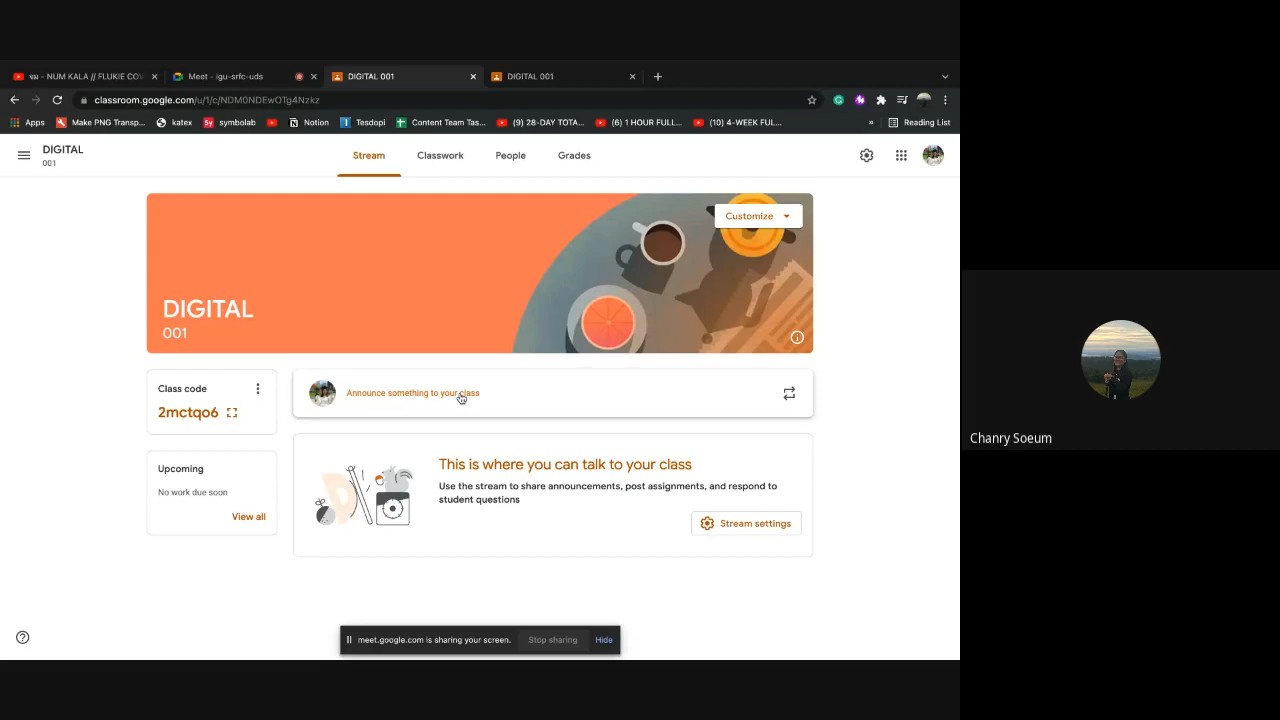 จม - NUM KALA // FLUKIE COV
Meet - igu-srfc-uds
DIGITAL 001
DIGITAL 001
classroom.google.com/u/1/c/NDM0NDEwOTg4Nzkz
Apps
Make PNG Transp...
katex
Sy symbolab
Notion
Tesdopi
Content Team Tas...
(9) 28-DAY TOTA...
(6) 1 HOUR FULL...
(10) 4-WEEK FUL...
»
Reading List
DIGITAL
001
Stream
Classwork
People
Grades
Customize
DIGITAL
001
Class code
2mctqo6
Announce something to your class
Upcoming
No work due soon
View all
This is where you can talk to your class
Use the stream to share announcements, post assignments, and respond to
student questions
Stream settings
meet.google.com is sharing your screen.
Stop sharing
Hide
Chanry Soeum